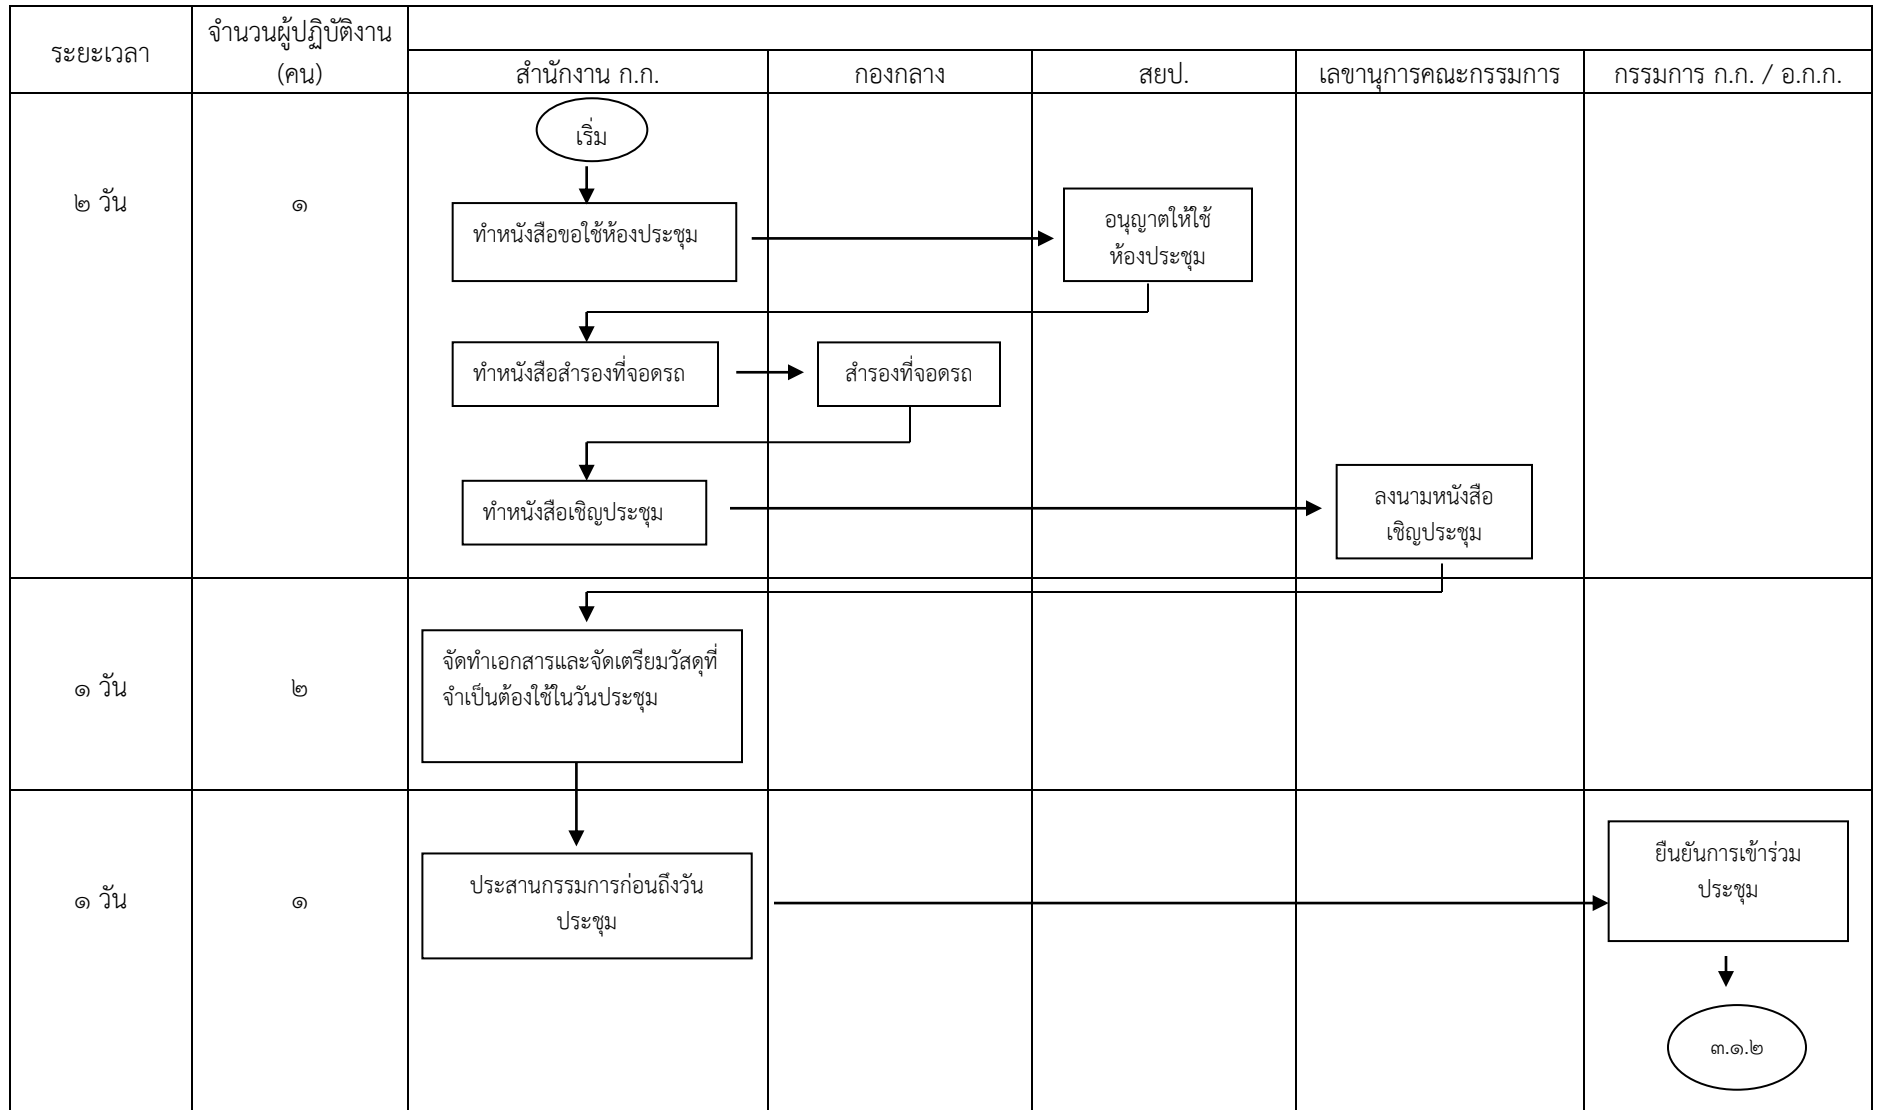 ระยะเวลา
จำนวนผู้ปฏิบัติงาน
(คน)
สำนักงาน ก.ก.
กองกลาง
สยป.
เลขานุการคณะกรรมการ
กรรมการ ก.ก. / อ.ก.ก.
เริ่ม
๒ วัน
๑
ทำหนังสือขอใช้ห้องประชุม
อนุญาตให้ใช้
ห้องประชุม
ทำหนังสือสำรองที่จอดรถ
สำรองที่จอดรถ
ทำหนังสือเชิญประชุม
ลงนามหนังสือ
เชิญประชุม
๑ วัน
๒
จัดทำเอกสารและจัดเตรียมวัสดุที่
จำเป็นต้องใช้ในวันประชุม
๑ วัน
๑
ประสานกรรมการก่อนถึงวัน
ประชุม
ยืนยันการเข้าร่วม
ประชุม
๓.๑.๒